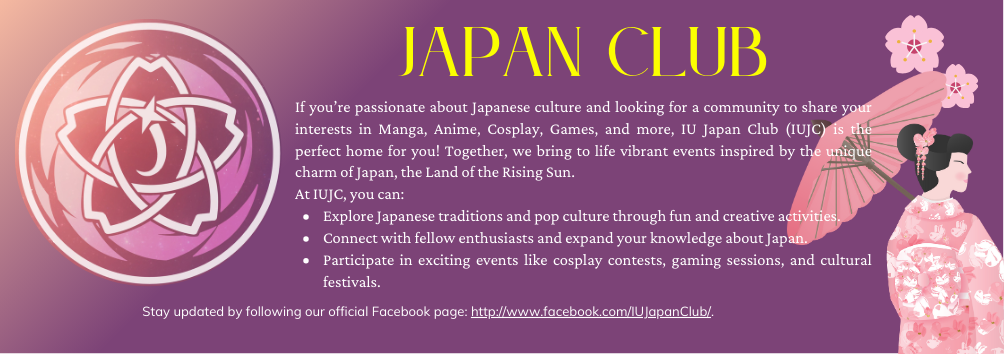 JAPAN CLUB
If you’re passionate about Japanese culture and looking for a community to share your
interests in Manga, Anime, Cosplay, Games, and more, IU Japan Club (IUJC) is the
perfect home for you! Together, we bring to life vibrant events inspired by the unique
charm of Japan, the Land of the Rising Sun.
At IUJC, you can:
• Explore Japanese traditions and pop culture through fun and creative activities.
• Connect with fellow enthusiasts and expand your knowledge about Japan.
• Participate in exciting events like cosplay contests, gaming sessions, and cultural
festivals.
Stay updated by following our official Facebook page: http://www.facebook.com/IUJapanClub/.